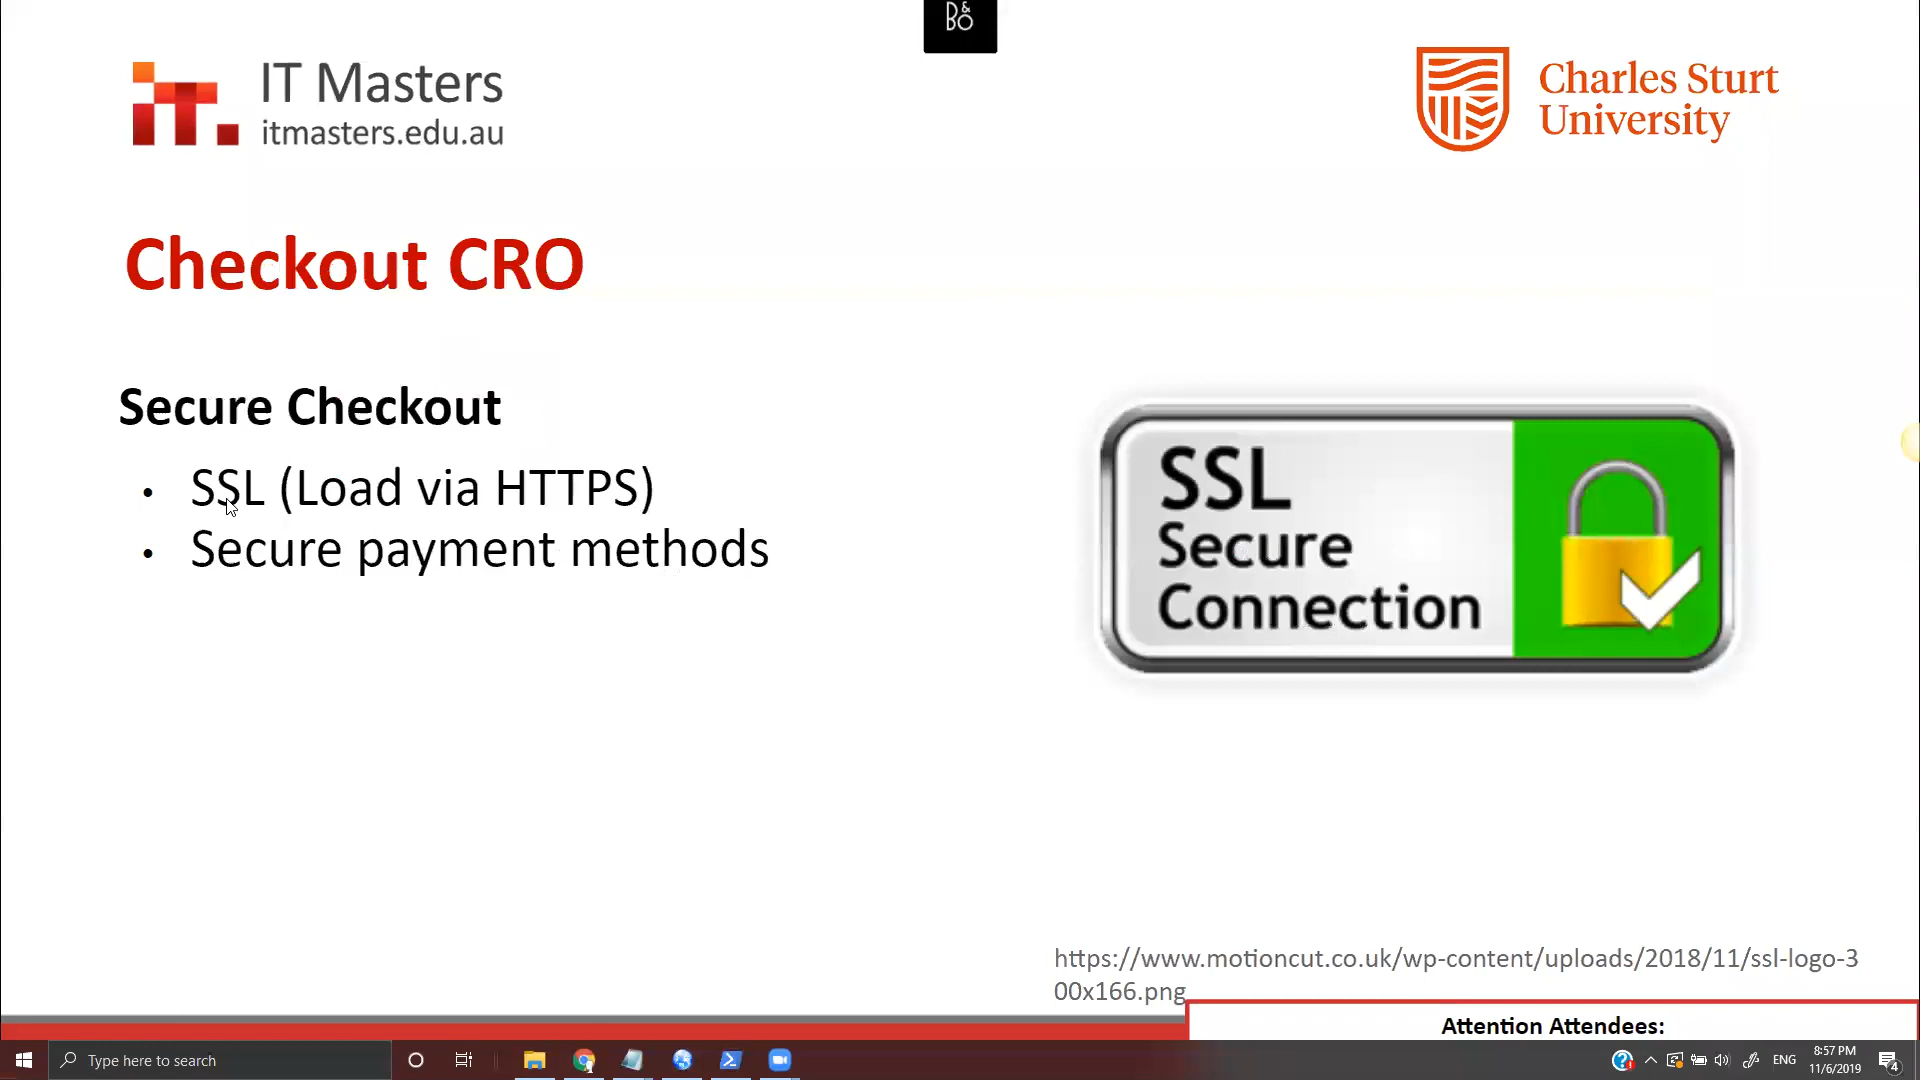 B&O
IT Masters
itmasters.edu.au
Charles Sturt
University
Checkout CRO
Secure Checkout
• SSL (Load via HTTPS)
• Secure payment methods
SSL
Secure
Connection
https://www.motioncut.co.uk/wp-content/uploads/2018/11/ssl-logo-3
00x166.png
Attention Attendees:
Type here to search
ENG
8:57 PM
11/6/2019
4